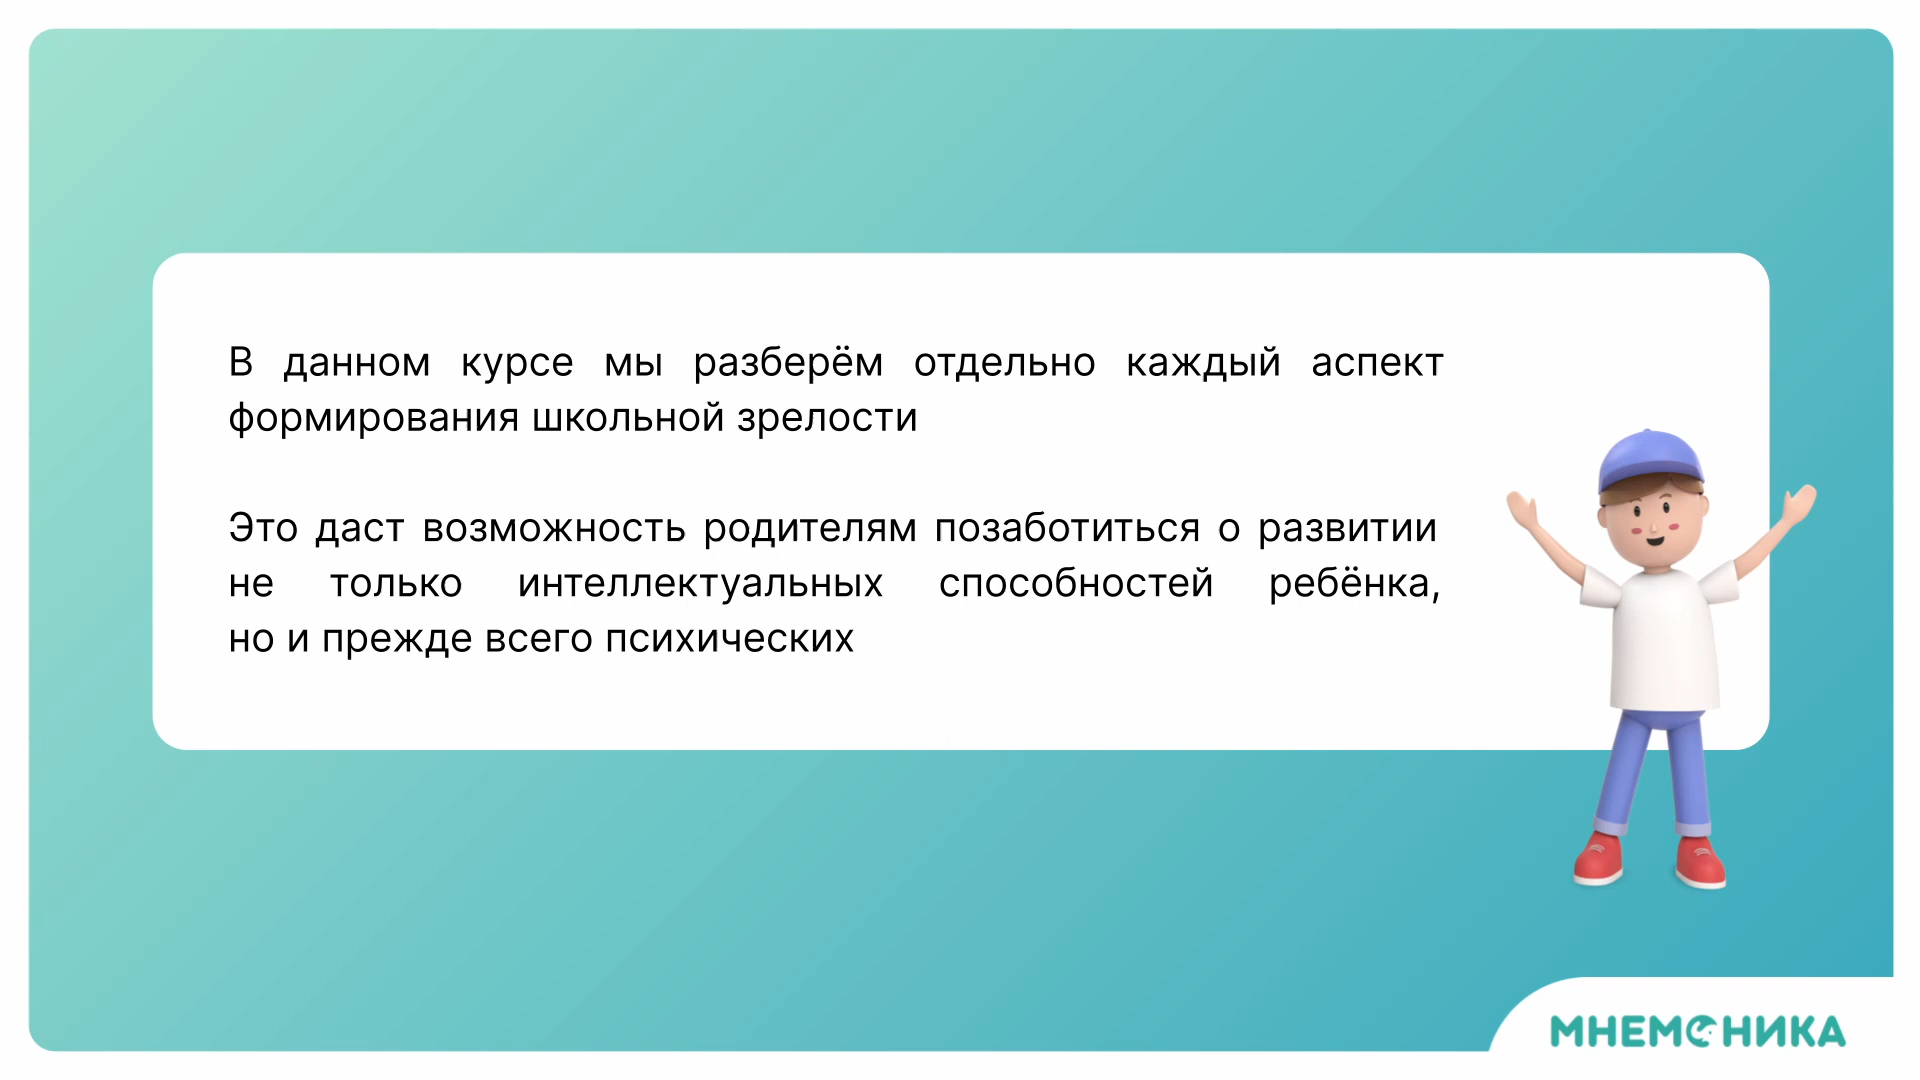 В данном курсе мы разберём отдельно каждый аспект
формирования школьной зрелости
Это даст возможность родителям позаботиться о развитии
не только интеллектуальных способностей ребёнка,
но и прежде всего психических
МНЕМОНИКА